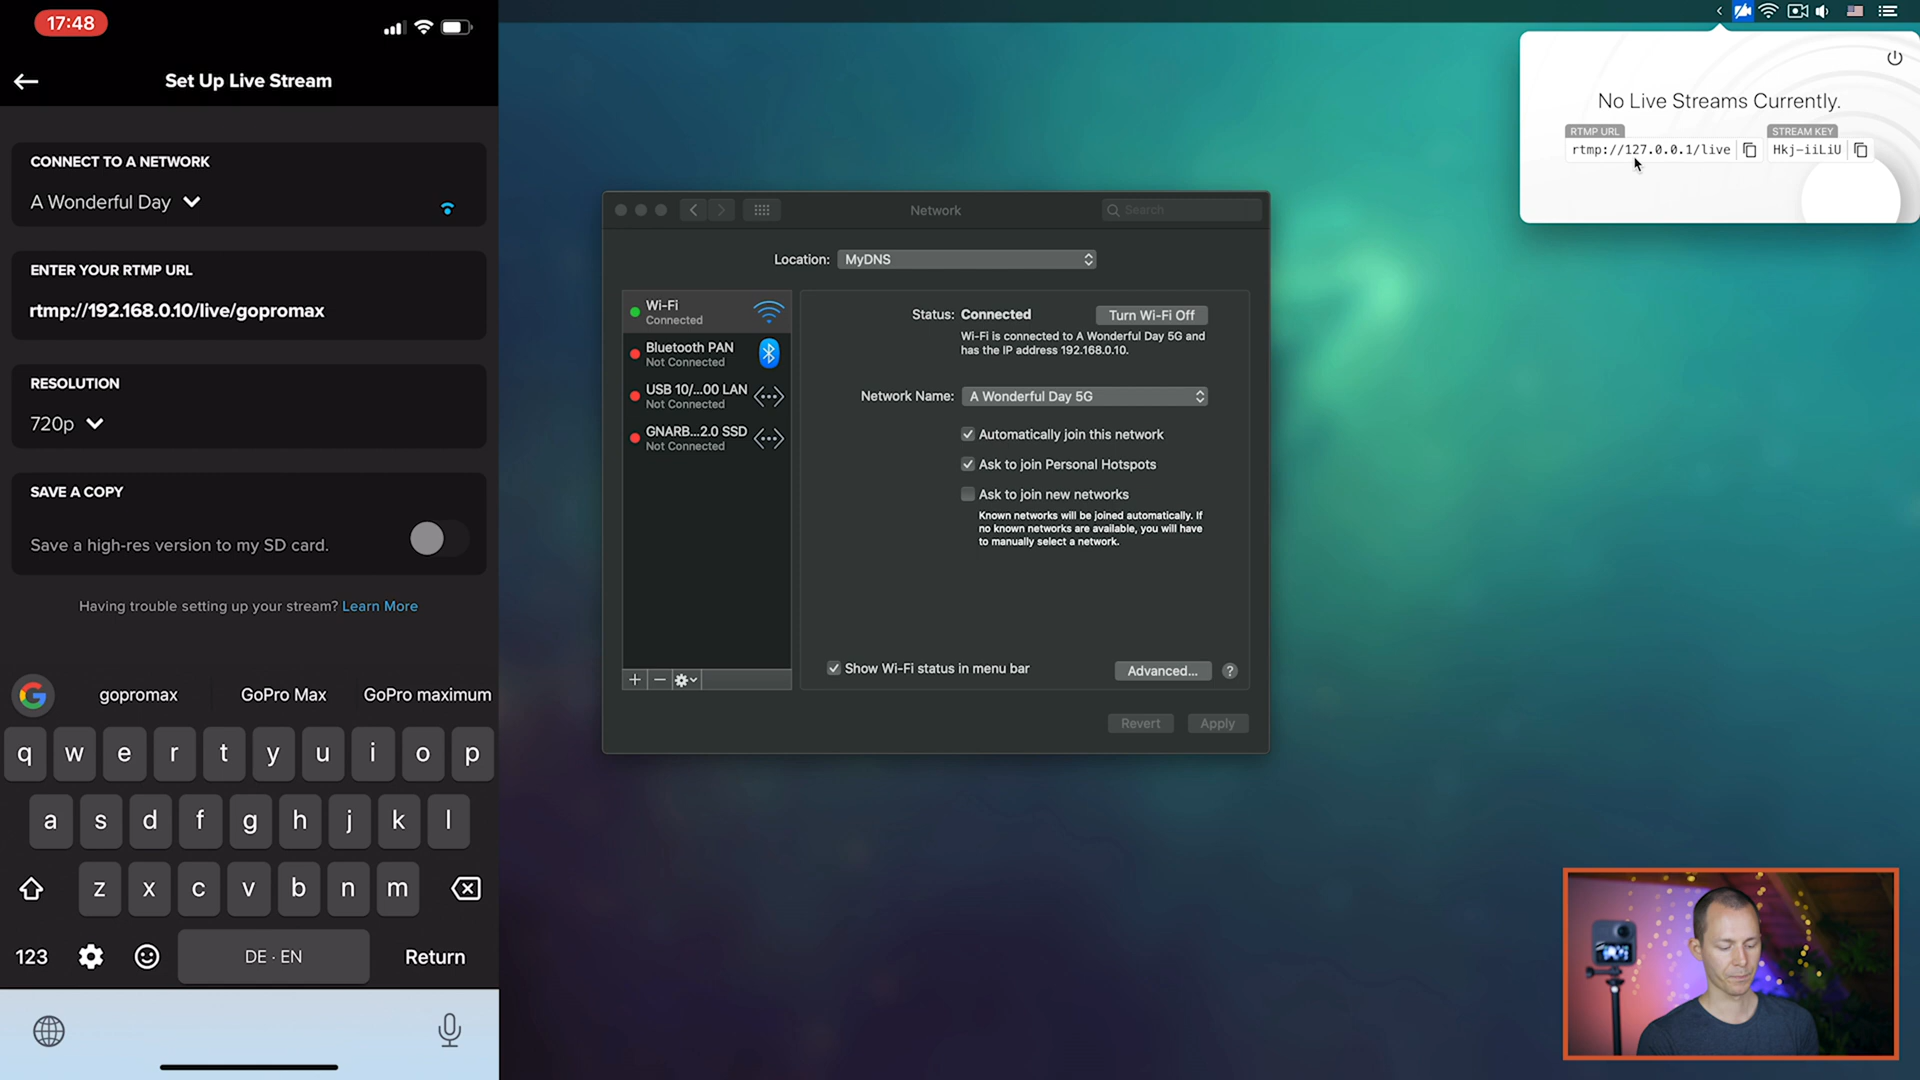 17:48
Set Up Live Stream
CONNECT TO A NETWORK
A Wonderful Day
ENTER YOUR RTMP URL
rtmp://192.168.0.10/live/gopromax
RESOLUTION
720p
SAVE A COPY
Save a high-res version to my SD card.
Having trouble setting up your stream? Learn More
gopromax GoPro Max GoPro maximum
q w e r t y u i o p
a s d f g h j k l
z x c v b n m
123 DE · EN Return
Network
Search
Location: MyDNS
Wi-Fi
Connected
Bluetooth PAN
Not Connected
USB 10/...00 LAN
Not Connected
GNARB...2.0 SSD
Not Connected
Status: Connected
Turn Wi-Fi Off
Wi-Fi is connected to A Wonderful Day 5G and
has the IP address 192.168.0.10.
Network Name: A Wonderful Day 5G
Automatically join this network
Ask to join Personal Hotspots
Ask to join new networks
Known networks will be joined automatically. If
no known networks are available, you will have
to manually select a network.
Show Wi-Fi status in menu bar
Advanced...
?
Revert
Apply
No Live Streams Currently.
RTMP URL STREAM KEY
rtmp://127.0.0.1/live Hkj-iiLiU